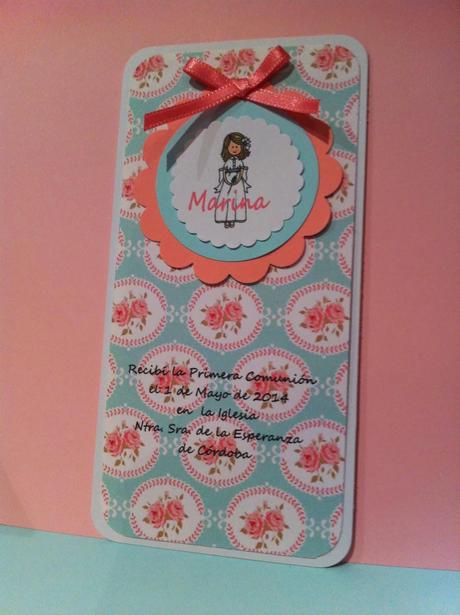 Marina
Recibí la Primera Comunión
el 1 de Mayo de 2014
en la Iglesia
Ntra. Sra. de la Esperanza
de Córdoba